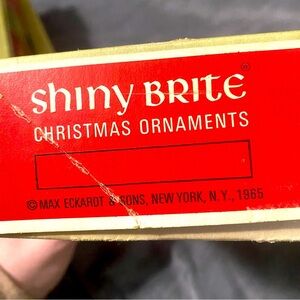 Shiny BRITE®
CHRISTMAS ORNAMENTS
© MAX ECKARDT & SONS, NEW YORK, N.Y., 1965